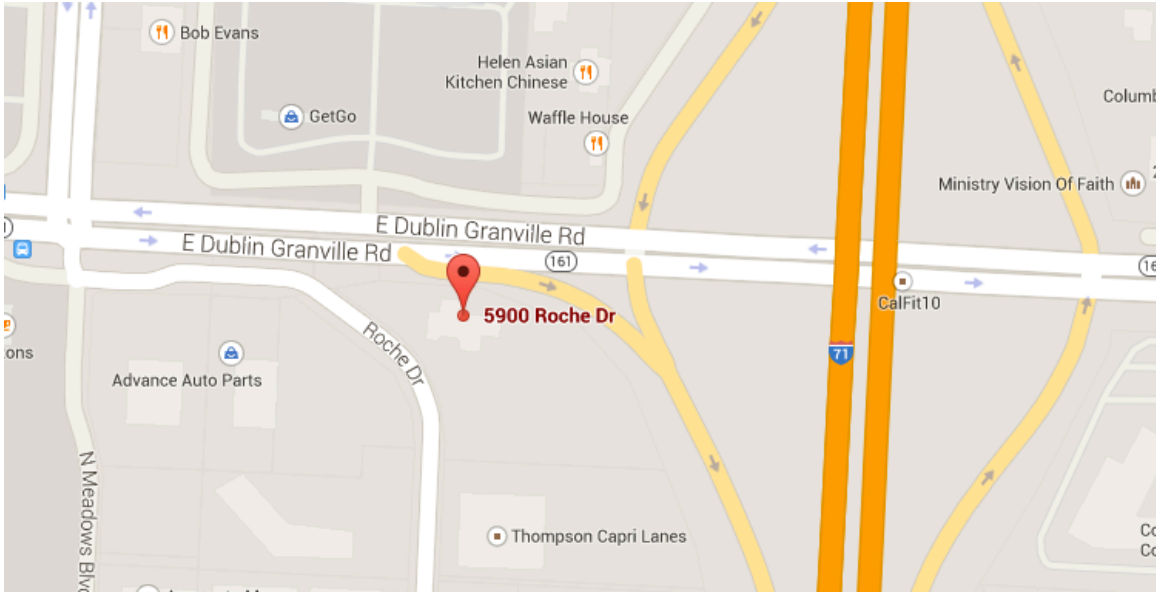 Bob Evans
Helen Asian
Kitchen Chinese
GetGo
Waffle House
Columb
Ministry Vision Of Faith
E Dublin Granville Rd
E Dublin Granville Rd
161
16
CalFit10
5900 Roche Dr
71
Roche Dr
ons
Advance Auto Parts
N Meadows Blvd
Thompson Capri Lanes
Co
Co